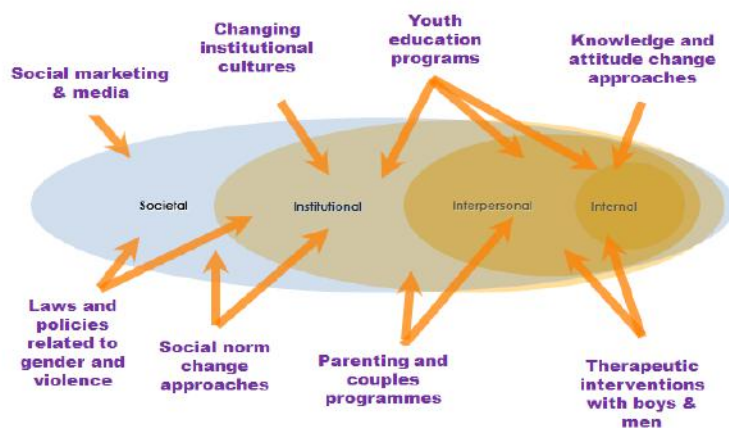 Social marketing
& media
Changing
institutional
cultures
Youth
education
programs
Knowledge and
attitude change
approaches
Societal
Institutional
Interpersonal
Internal
Laws and
policies
related to
gender and
violence
Social norm
change
approaches
Parenting and
couples
programmes
Therapeutic
interventions
with boys &
men